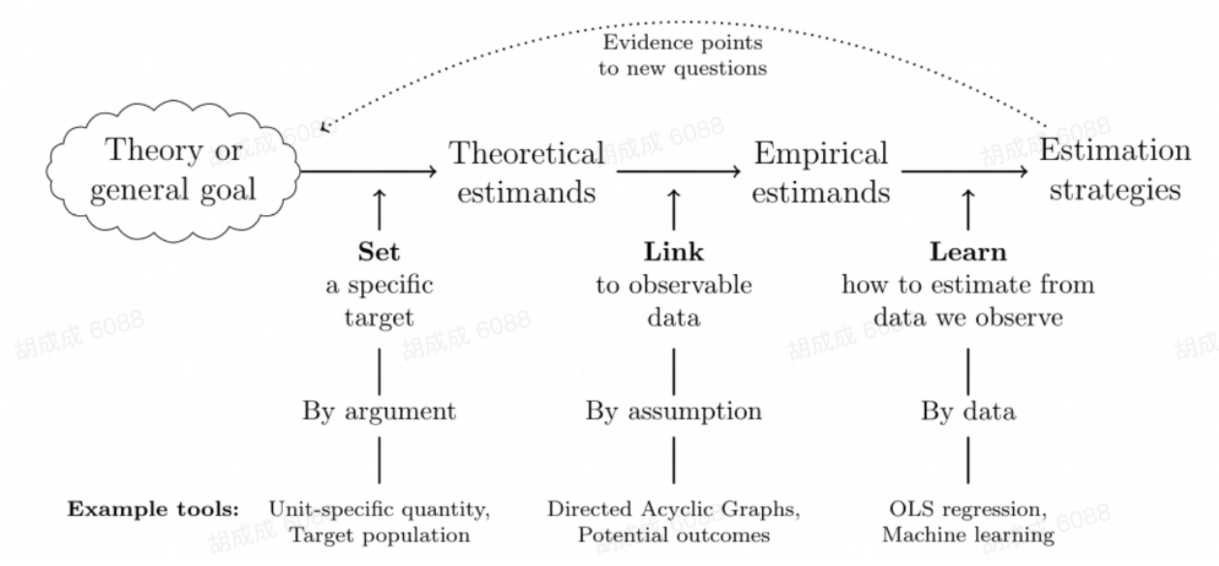 Evidence points
to new questions
Theory or
general goal
Theoretical
estimands
Empirical
estimands
Estimation
strategies
Set
a specific
target
Link
to observable
data
Learn
how to estimate from
data we observe
By argument
By assumption
By data
Example tools:
Unit-specific quantity,
Target population
Directed Acyclic Graphs,
Potential outcomes
OLS regression,
Machine learning
胡成成 6088
胡成成 6088
胡成成 6088
胡成成 6088
胡成成 6088
胡成成 6088
胡成
胡成成 6088
胡成成 6088
胡成成 6088